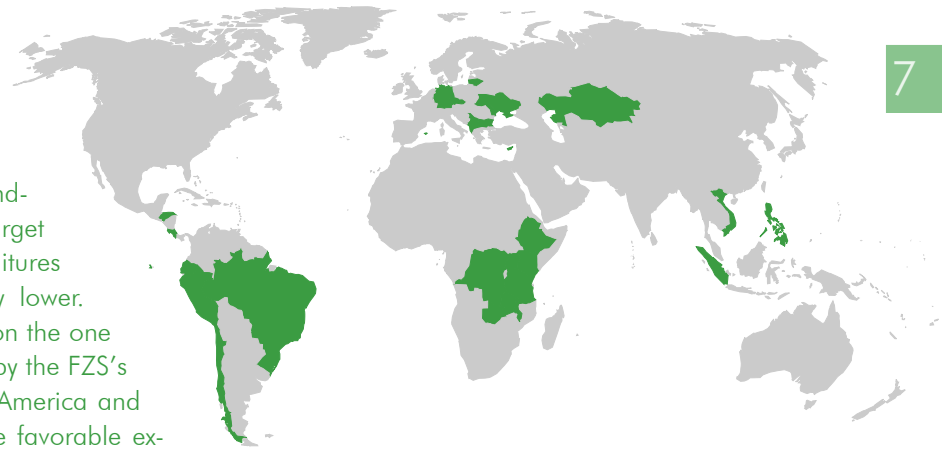 7
nd-
rget
itures
lower.
on the one
by the FZS's
America and
favorable ex-